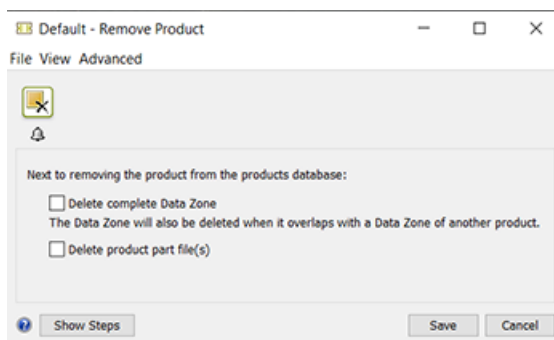 Default - Remove Product
File View Advanced
Next to removing the product from the products database:
Delete complete Data Zone
The Data Zone will also be deleted when it overlaps with a Data Zone of another product.
Delete product part file(s)
Show Steps Save Cancel